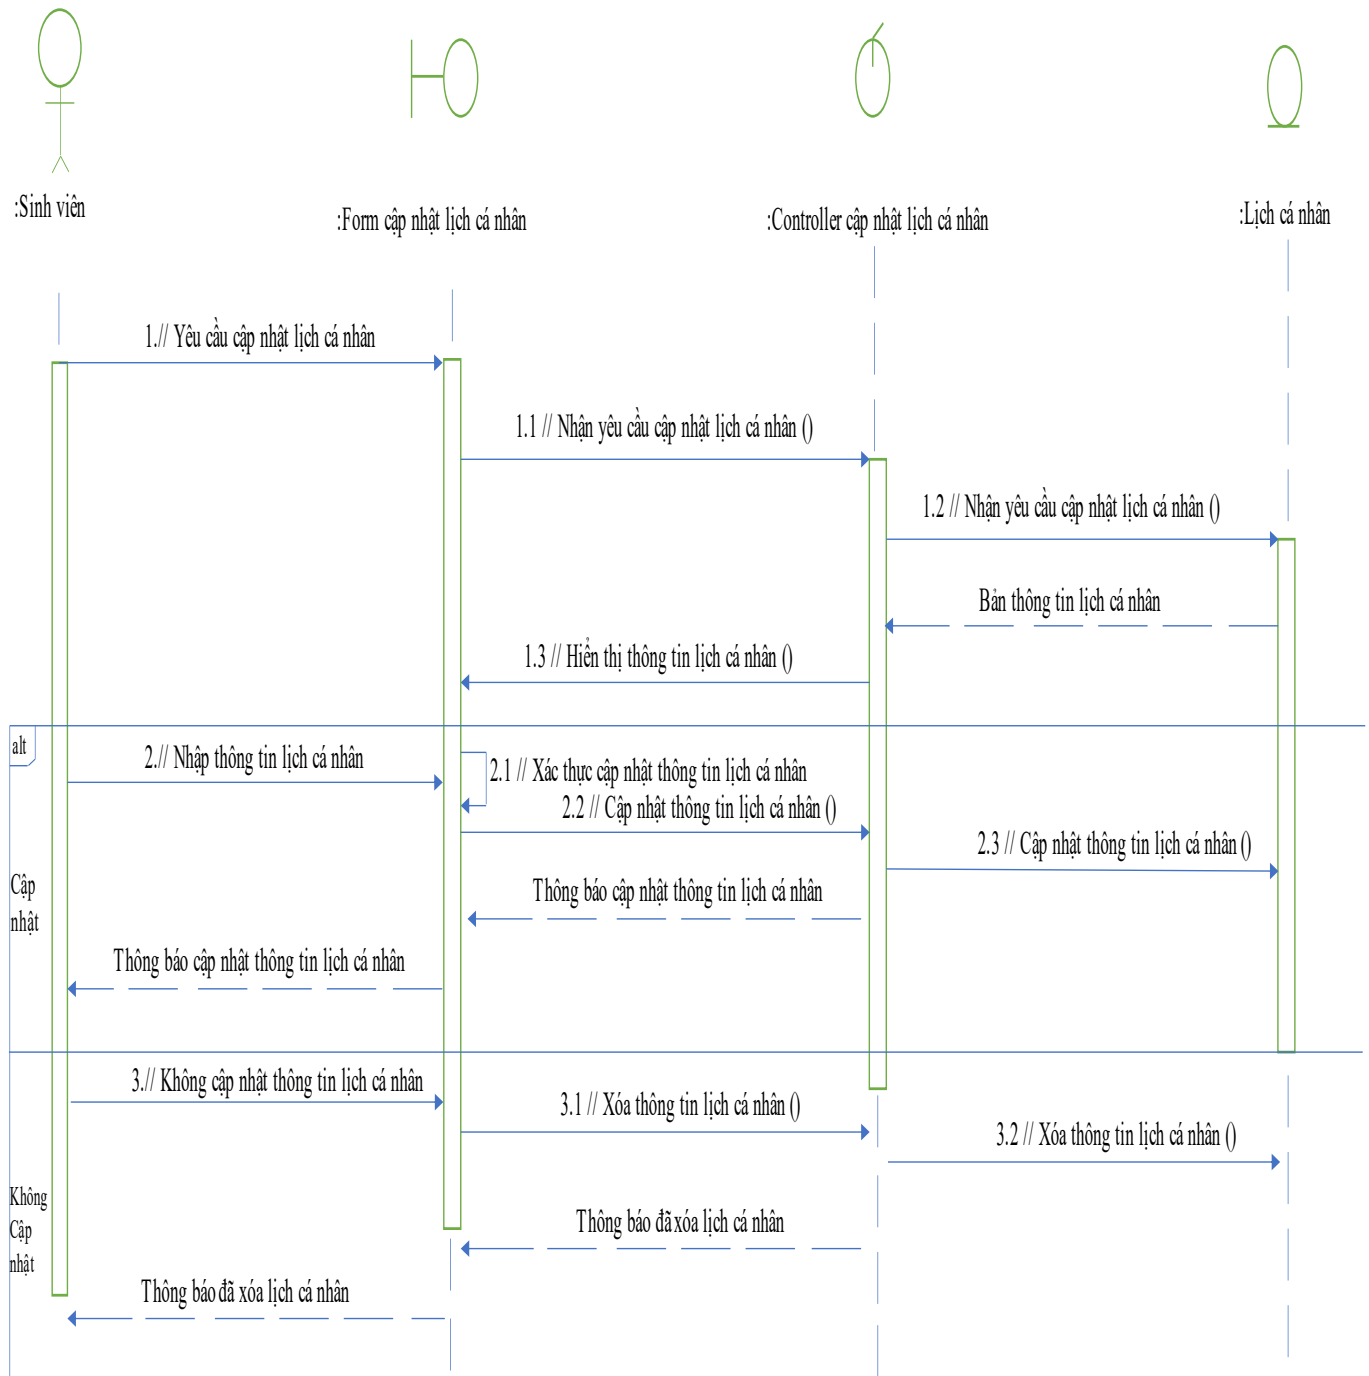 :Sinh viên
:Form cập nhật lịch cá nhân
:Controller cập nhật lịch cá nhân
:Lịch cá nhân
1.// Yêu cầu cập nhật lịch cá nhân
1.1 // Nhận yêu cầu cập nhật lịch cá nhân ()
1.2 // Nhận yêu cầu cập nhật lịch cá nhân ()
Bản thông tin lịch cá nhân
1.3 // Hiển thị thông tin lịch cá nhân ()
alt
2.// Nhập thông tin lịch cá nhân
2.1 // Xác thực cập nhật thông tin lịch cá nhân
2.2 // Cập nhật thông tin lịch cá nhân ()
2.3 // Cập nhật thông tin lịch cá nhân ()
Cập
nhật
Thông báo cập nhật thông tin lịch cá nhân
Thông báo cập nhật thông tin lịch cá nhân
3.// Không cập nhật thông tin lịch cá nhân
3.1 // Xóa thông tin lịch cá nhân ()
3.2 // Xóa thông tin lịch cá nhân ()
Không
Cập
nhật
Thông báo đã xóa lịch cá nhân
Thông báo đã xóa lịch cá nhân